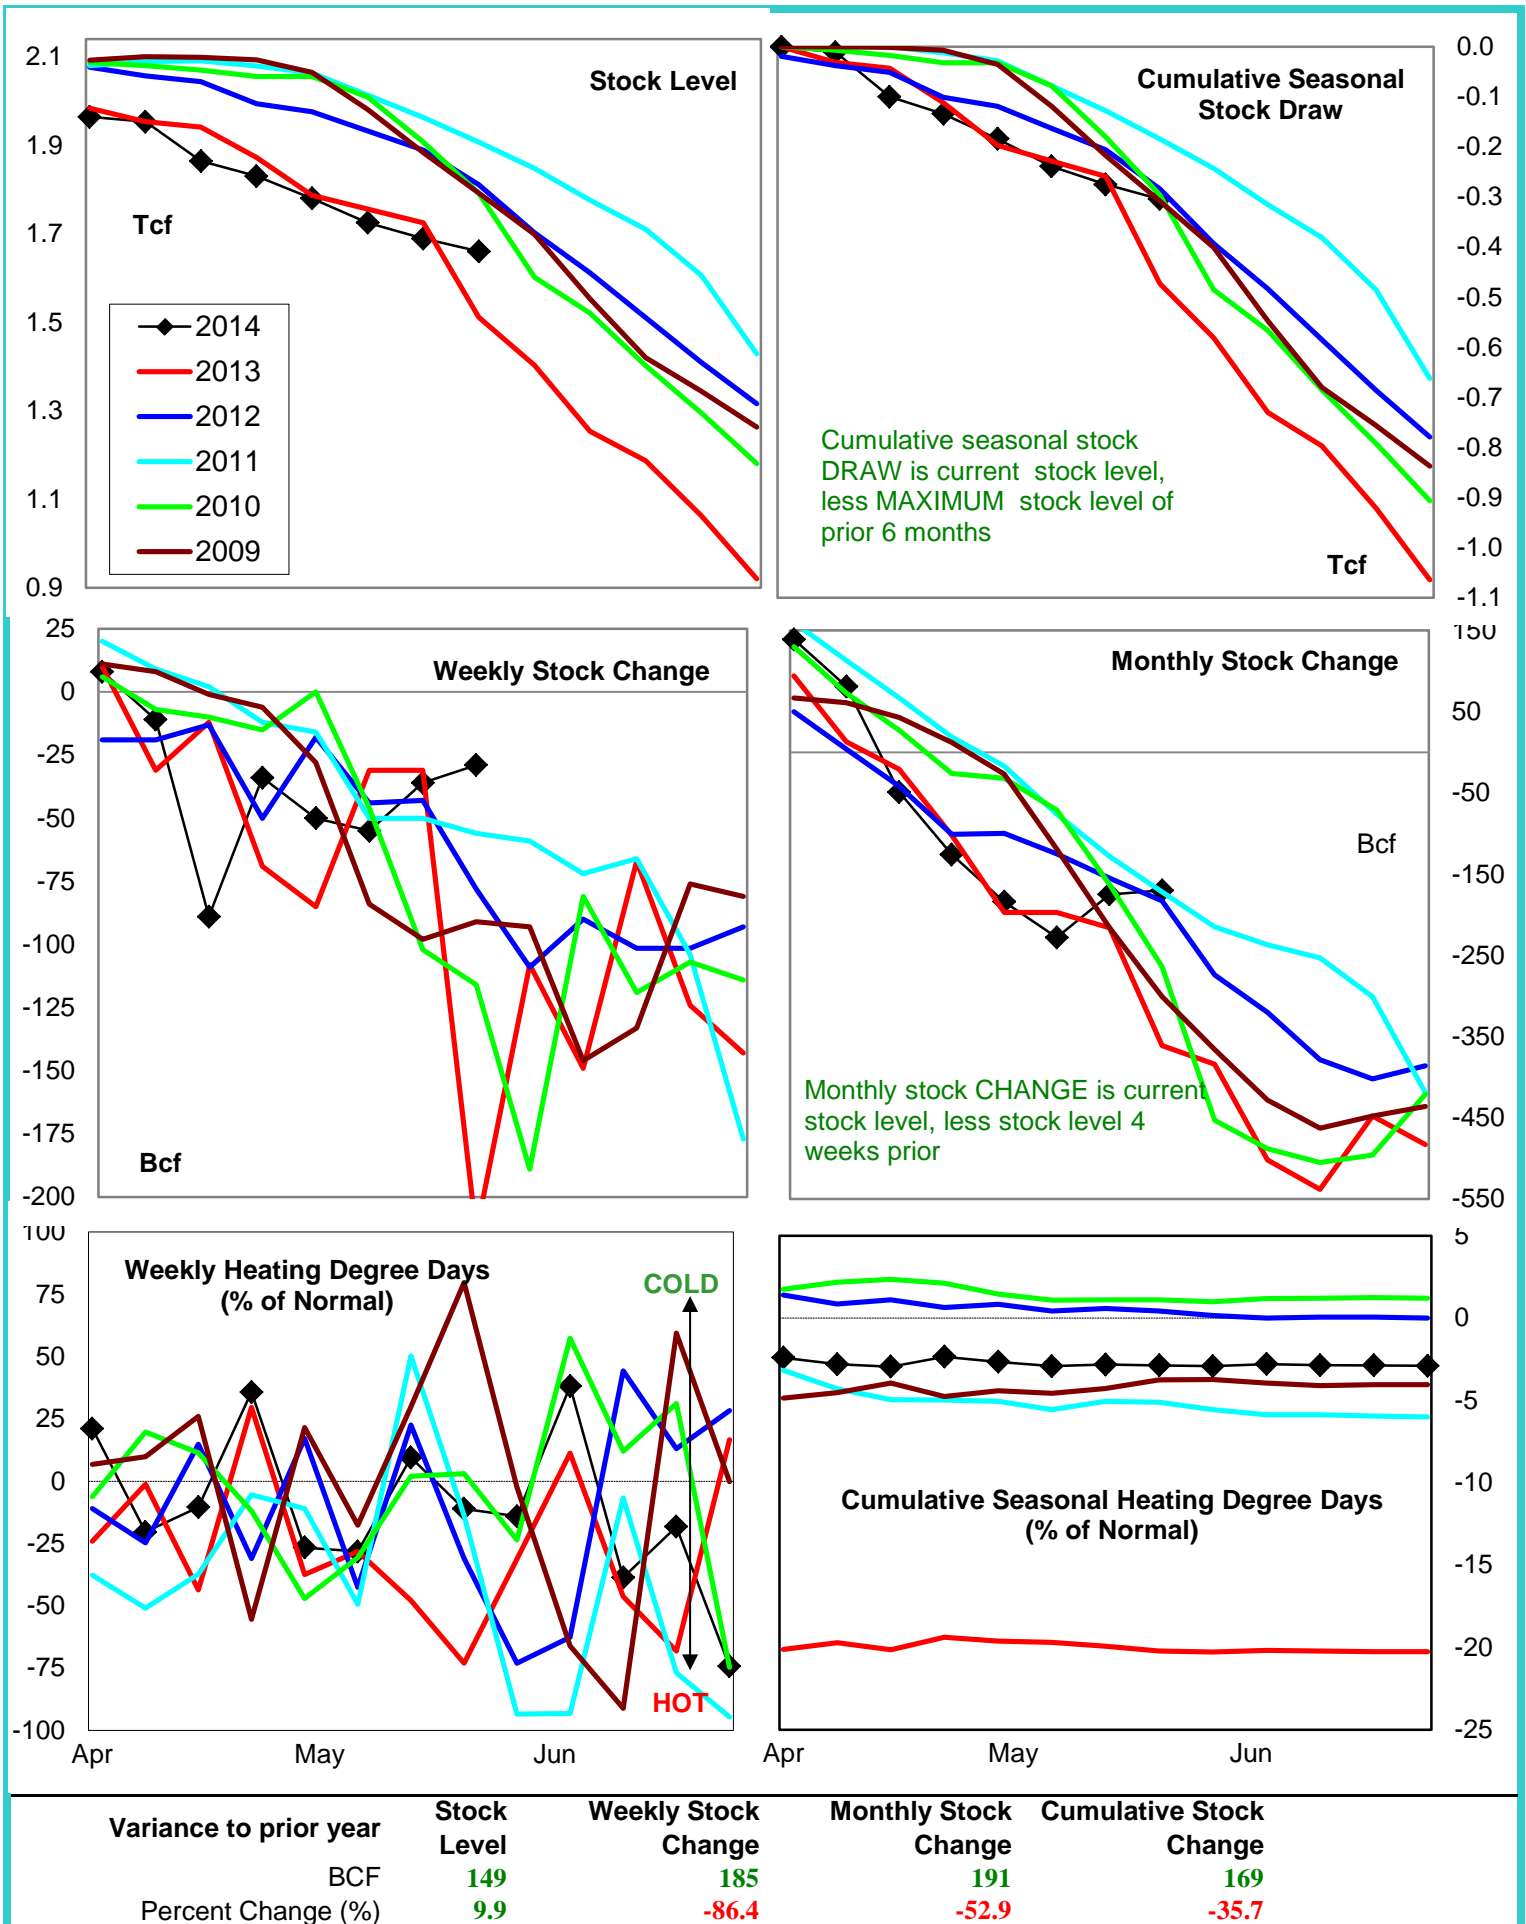 2.1
1.9
1.7
1.5
1.3
1.1
0.9
Stock Level
Tcf
2014
2013
2012
2011
2010
2009
0.0
-0.1
-0.2
-0.3
-0.4
-0.5
-0.6
-0.7
-0.8
-0.9
-1.0
-1.1
Cumulative Seasonal
Stock Draw
Cumulative seasonal stock
DRAW is current stock level,
less MAXIMUM stock level of
prior 6 months
Tcf
25
0
-25
-50
-75
-100
-125
-150
-175
-200
Weekly Stock Change
Bcf
150
50
-50
-150
-250
-350
-450
-550
Monthly Stock Change
Bcf
Monthly stock CHANGE is current
stock level, less stock level 4
weeks prior
100
75
50
25
0
-25
-50
-75
-100
Weekly Heating Degree Days
(% of Normal)
COLD
HOT
Apr
May
Jun
5
0
-5
-10
-15
-20
-25
Cumulative Seasonal Heating Degree Days
(% of Normal)
Apr
May
Jun
Variance to prior year
Stock
Level
Weekly Stock
Change
Monthly Stock
Change
Cumulative Stock
Change
BCF 149 185 191 169
Percent Change (%) 9.9 -86.4 -52.9 -35.7